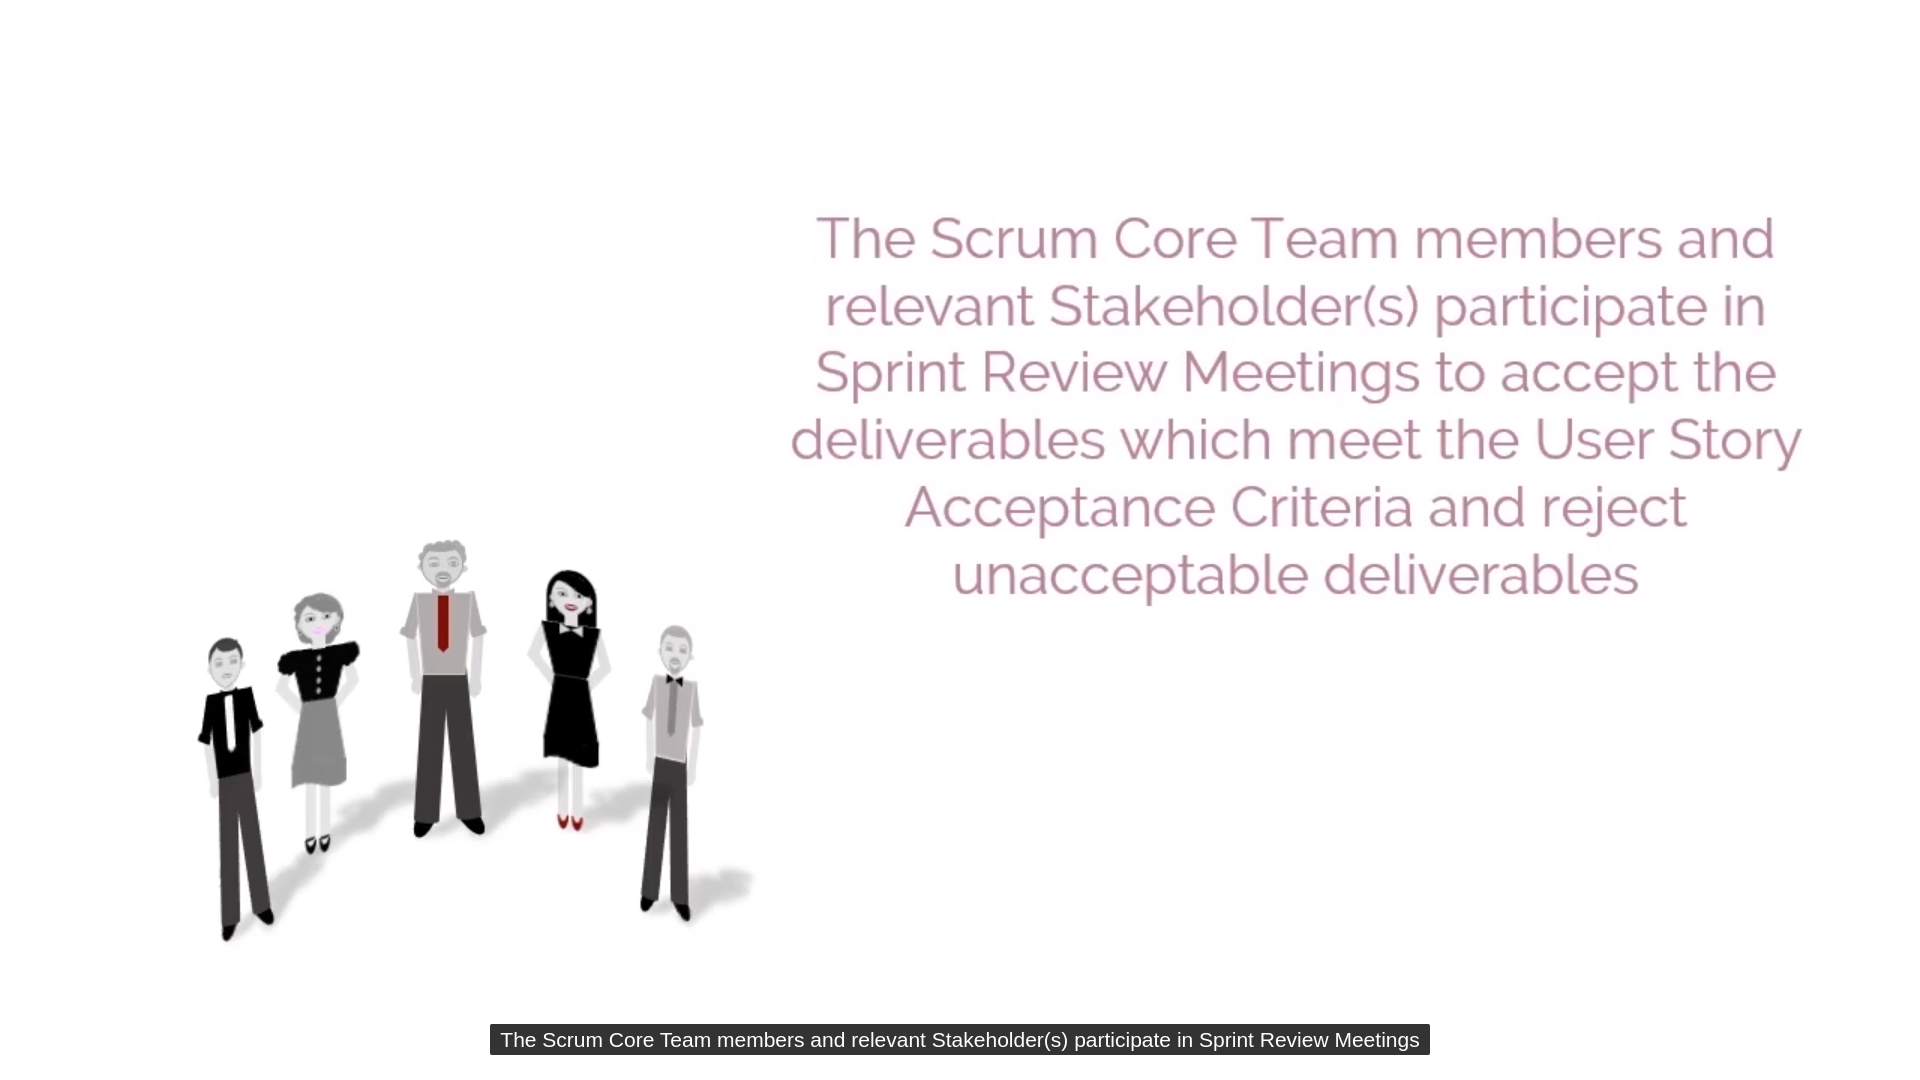 The Scrum Core Team members and
relevant Stakeholder(s) participate in
Sprint Review Meetings to accept the
deliverables which meet the User Story
Acceptance Criteria and reject
unacceptable deliverables
The Scrum Core Team members and relevant Stakeholder(s) participate in Sprint Review Meetings